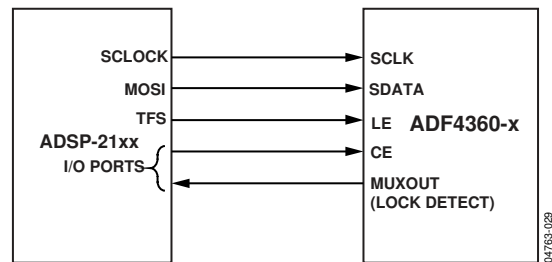 SCLOCK
MOSI
TFS
ADSP-21xx
I/O PORTS
SCLK
SDATA
LE
ADF4360-x
CE
MUXOUT
(LOCK DETECT)
04763-029